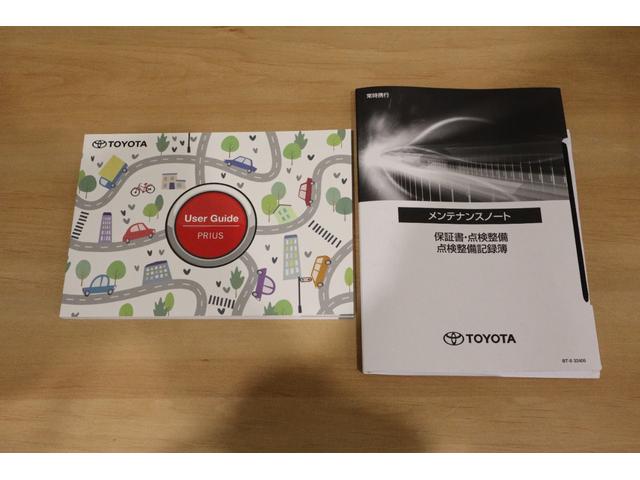 TOYOTA
User Guide
PRIUS
常時携行
メンテナンスノート
保証書・点検整備
点検整備記録簿
TOYOTA